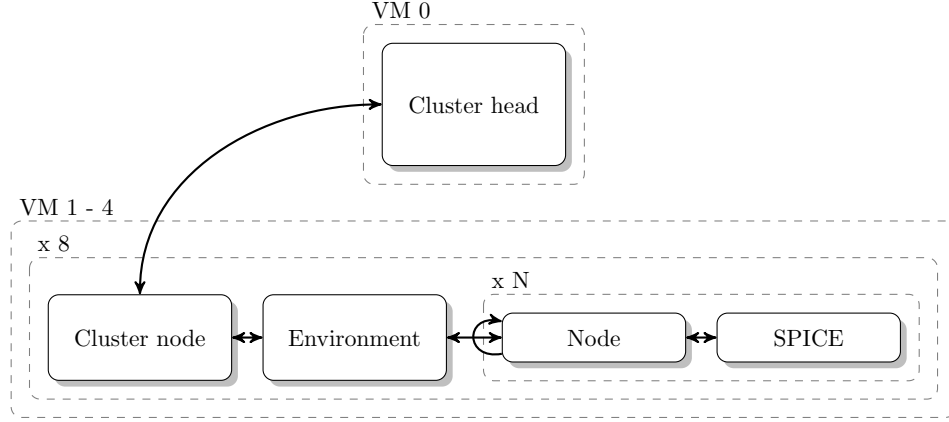 VM 0
Cluster head
VM 1 - 4
x 8
x N
Cluster node
Environment
Node
SPICE